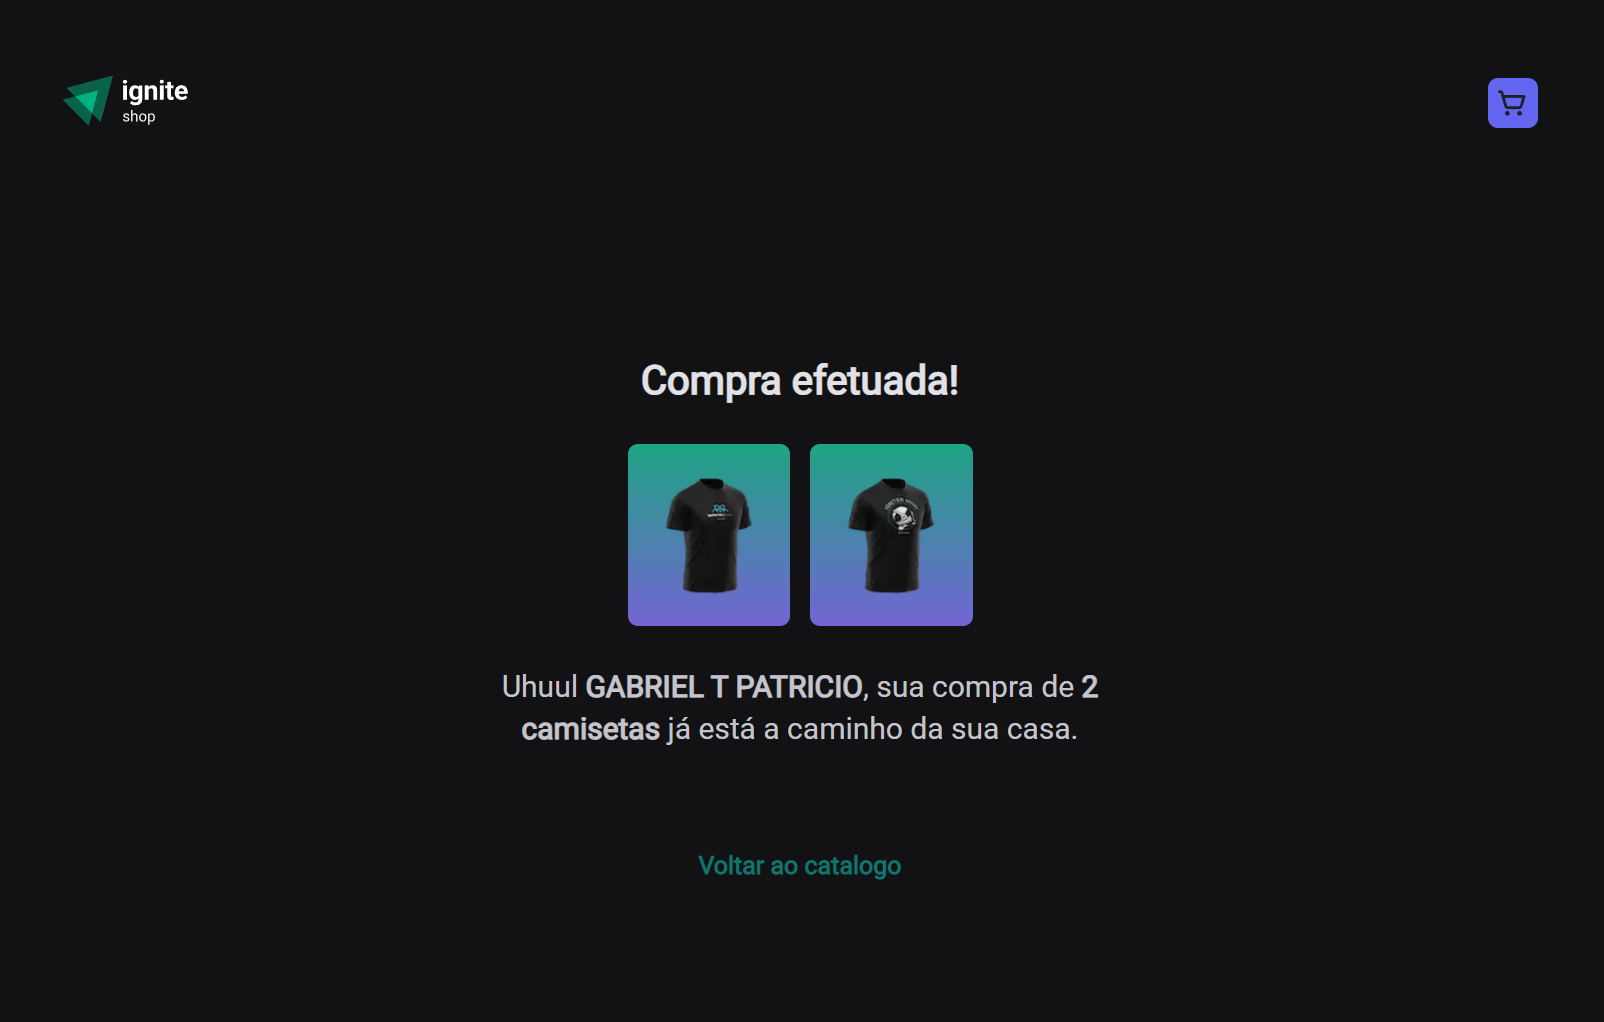 ignite
shop
Compra efetuada!
Uhuul GABRIEL T PATRICIO, sua compra de 2
camisetas já está a caminho da sua casa.
Voltar ao catalogo